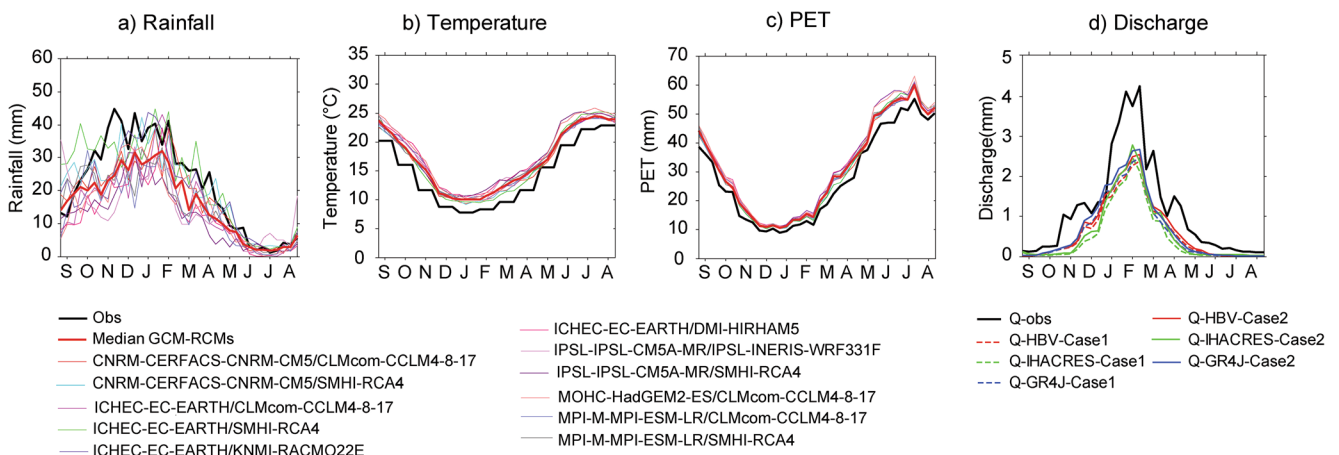 a) Rainfall
b) Temperature
c) PET
d) Discharge
Rainfall (mm)
60
50
40
30
20
10
0
S O N D J F M A M J J A
Temperature (°C)
35
30
25
20
15
10
5
0
S O N D J F M A M J J A
PET (mm)
70
60
50
40
30
20
10
0
S O N D J F M A M J J A
Discharge(mm)
5
4
3
2
1
0
S O N D J F M A M J J A
Obs
Median GCM-RCMs
CNRM-CERFACS-CNRM-CM5/CLMcom-CCLM4-8-17
CNRM-CERFACS-CNRM-CM5/SMHI-RCA4
ICHEC-EC-EARTH/CLMcom-CCLM4-8-17
ICHEC-EC-EARTH/SMHI-RCA4
ICHEC-EC-EARTH/KNMI-RACMO22E
ICHEC-EC-EARTH/DMI-HIRHAM5
IPSL-IPSL-CM5A-MR/IPSL-INERIS-WRF331F
IPSL-IPSL-CM5A-MR/SMHI-RCA4
MOHC-HadGEM2-ES/CLMcom-CCLM4-8-17
MPI-M-MPI-ESM-LR/CLMcom-CCLM4-8-17
MPI-M-MPI-ESM-LR/SMHI-RCA4
Q-obs
Q-HBV-Case1
Q-IHACRES-Case1
Q-GR4J-Case1
Q-HBV-Case2
Q-IHACRES-Case2
Q-GR4J-Case2